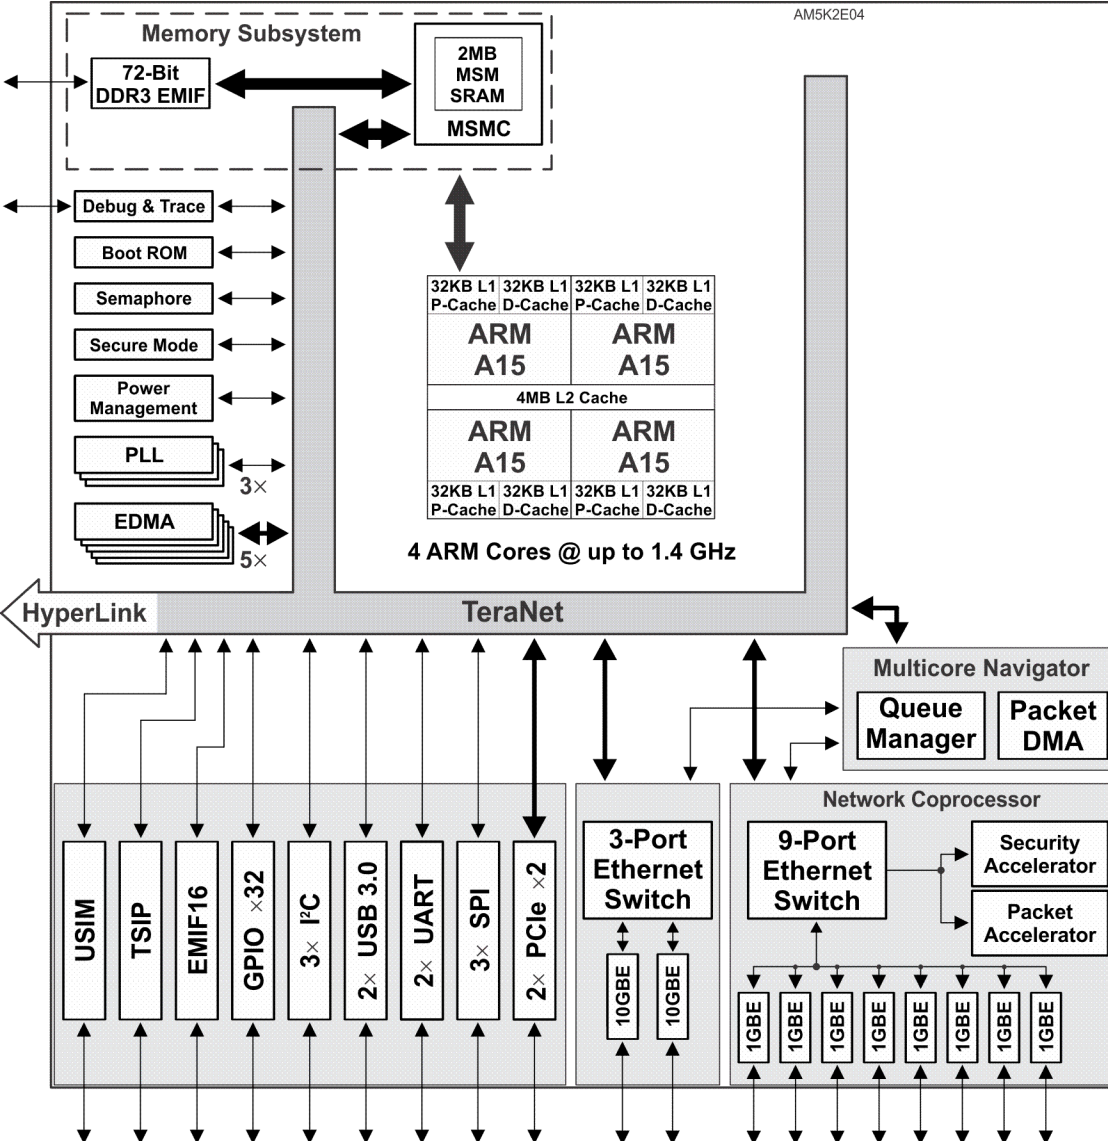 AM5K2E04
Memory Subsystem
72-Bit
DDR3 EMIF
2MB
MSM
SRAM
MSMC
Debug & Trace
Boot ROM
Semaphore
Secure Mode
Power
Management
PLL
3×
EDMA
5×
32KB L1 32KB L1 32KB L1 32KB L1
P-Cache D-Cache P-Cache D-Cache
ARM ARM
A15 A15
4MB L2 Cache
ARM ARM
A15 A15
32KB L1 32KB L1 32KB L1 32KB L1
P-Cache D-Cache P-Cache D-Cache
4 ARM Cores @ up to 1.4 GHz
HyperLink
TeraNet
Multicore Navigator
Queue
Manager
Packet
DMA
USIM
TSIP
EMIF16
GPIO ×32
3× I²C
2× USB 3.0
2× UART
3× SPI
2× PCIe ×2
3-Port
Ethernet
Switch
10GBE
10GBE
Network Coprocessor
9-Port
Ethernet
Switch
Security
Accelerator
Packet
Accelerator
1GBE
1GBE
1GBE
1GBE
1GBE
1GBE
1GBE
1GBE